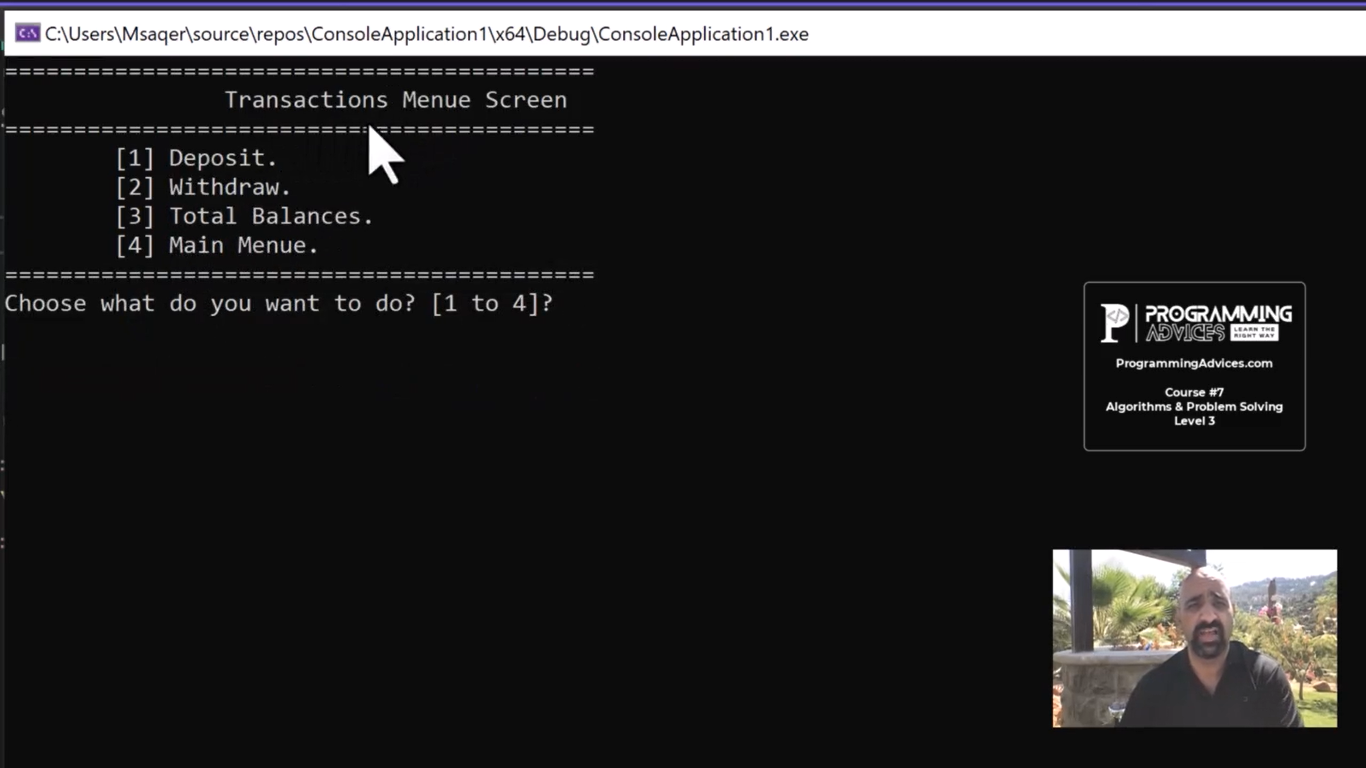 C:\Users\Msaqer\source\repos\ConsoleApplication1\x64\Debug\ConsoleApplication1.exe
===========================================
Transactions Menue Screen
===========================================
[1] Deposit.
[2] Withdraw.
[3] Total Balances.
[4] Main Menue.
===========================================
Choose what do you want to do? [1 to 4]?
PROGRAMMING
ADVICES LEARN THE RIGHT WAY
ProgrammingAdvices.com
Course #7
Algorithms & Problem Solving
Level 3